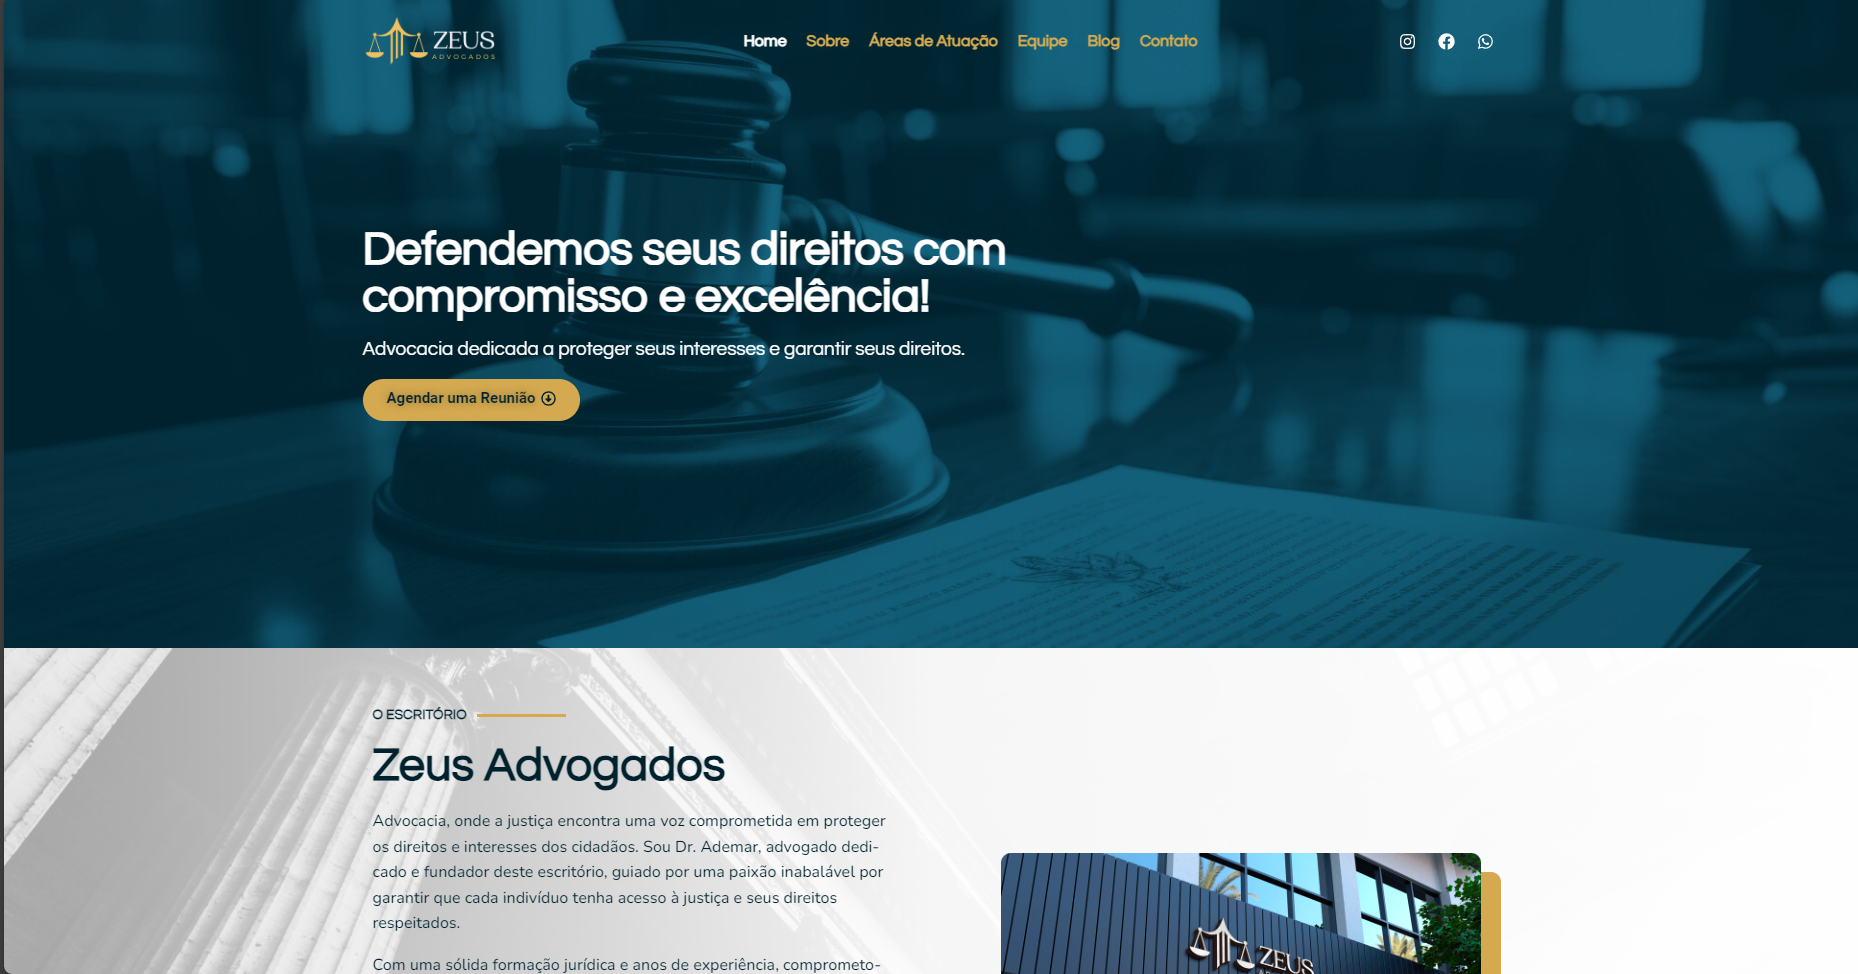 ZEUS
ADVOGADOS
Home Sobre Áreas de Atuação Equipe Blog Contato
Defendemos seus direitos com
compromisso e excelência!
Advocacia dedicada a proteger seus interesses e garantir seus direitos.
Agendar uma Reunião
O ESCRITÓRIO
Zeus Advogados
Advocacia, onde a justiça encontra uma voz comprometida em proteger
os direitos e interesses dos cidadãos. Sou Dr. Ademar, advogado dedi-
cado e fundador deste escritório, guiado por uma paixão inabalável por
garantir que cada indivíduo tenha acesso à justiça e seus direitos
respeitados.
Com uma sólida formação jurídica e anos de experiência, comprometo-
ZEUS